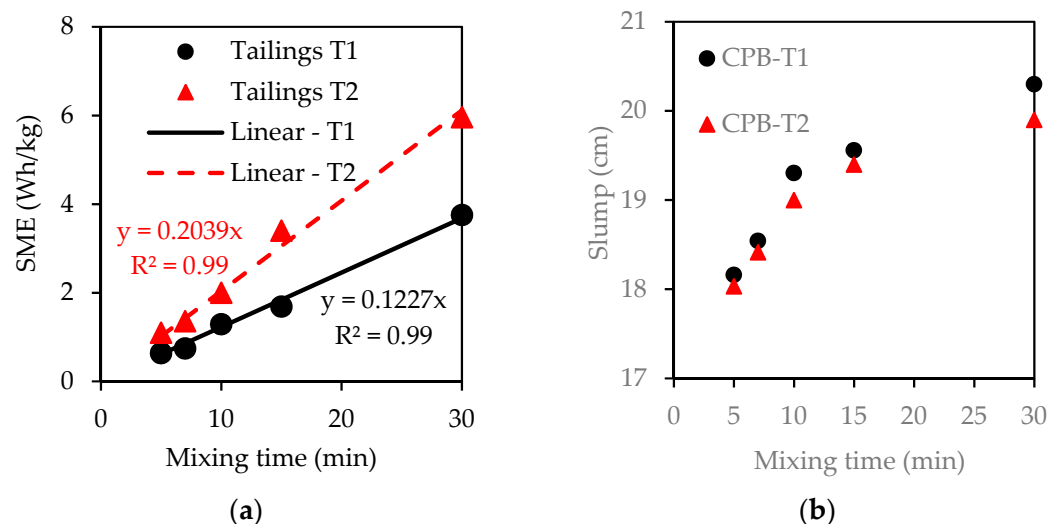 8
6
4
2
0
SME (Wh/kg)
Tailings T1
Tailings T2
Linear - T1
Linear - T2
y = 0.2039x
R² = 0.99
y = 0.1227x
R² = 0.99
0 10 20 30
Mixing time (min)
(a)
21
20
19
18
17
Slump (cm)
CPB-T1
CPB-T2
0 5 10 15 20 25 30
Mixing time (min)
(b)